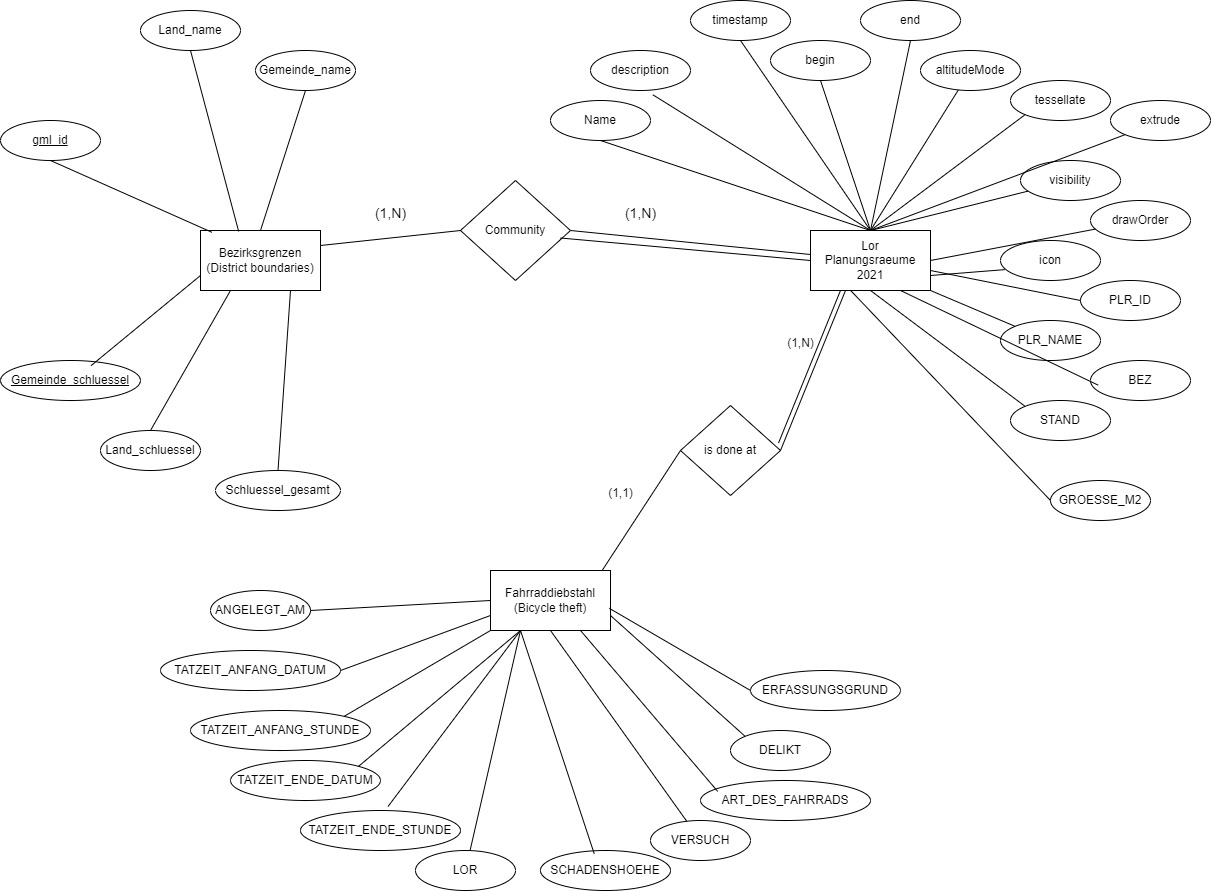 timestamp
end
Land_name
begin
description
altitudeMode
Gemeinde_name
tessellate
Name
extrude
gml_id
visibility
(1,N)
(1,N)
drawOrder
Community
Bezirksgrenzen
(District boundaries)
Lor
Planungsraeume
2021
icon
PLR_ID
(1,N)
PLR_NAME
Gemeinde_schluessel
BEZ
STAND
Land_schluessel
is done at
Schluessel_gesamt
(1,1)
GROESSE_M2
Fahrraddiebstahl
(Bicycle theft)
ANGELEGT_AM
TATZEIT_ANFANG_DATUM
ERFASSUNGSGRUND
TATZEIT_ANFANG_STUNDE
DELIKT
TATZEIT_ENDE_DATUM
ART_DES_FAHRRADS
TATZEIT_ENDE_STUNDE
VERSUCH
LOR
SCHADENSHOEHE